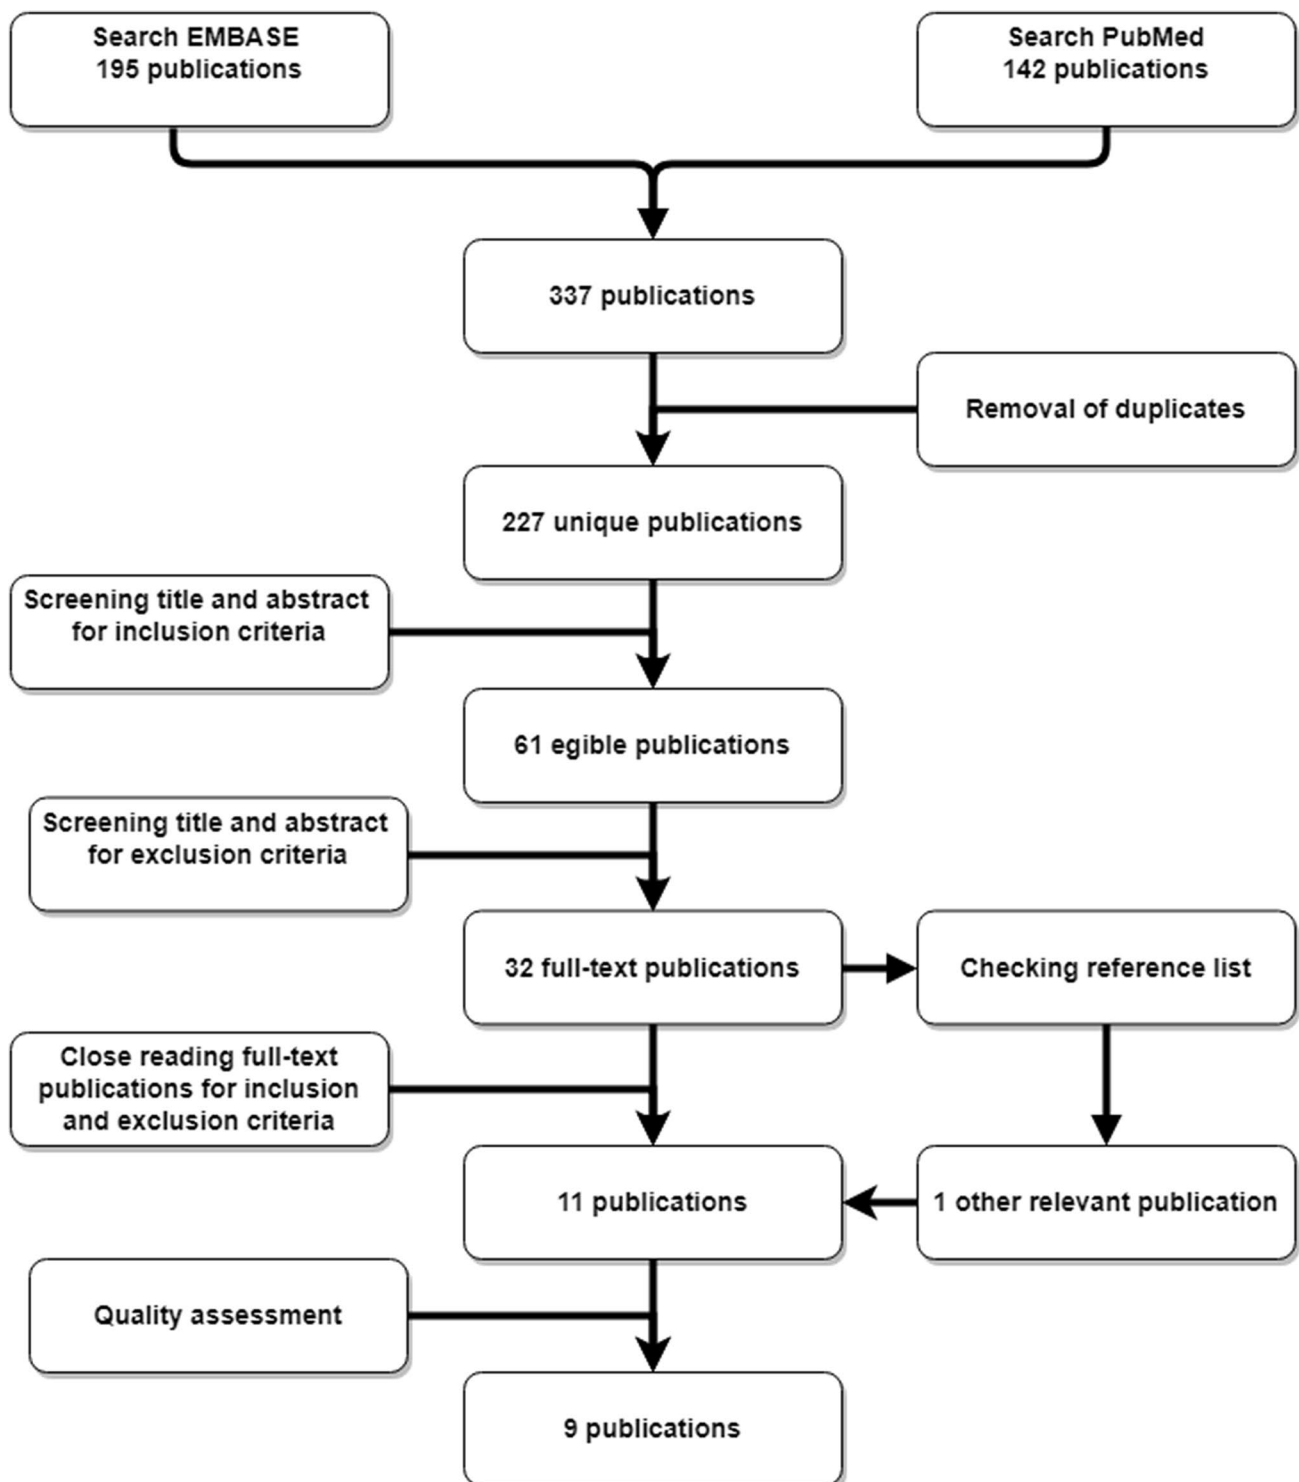 Search EMBASE
195 publications
Search PubMed
142 publications
337 publications
Removal of duplicates
227 unique publications
Screening title and abstract
for inclusion criteria
61 egible publications
Screening title and abstract
for exclusion criteria
32 full-text publications
Checking reference list
Close reading full-text
publications for inclusion
and exclusion criteria
11 publications
1 other relevant publication
Quality assessment
9 publications